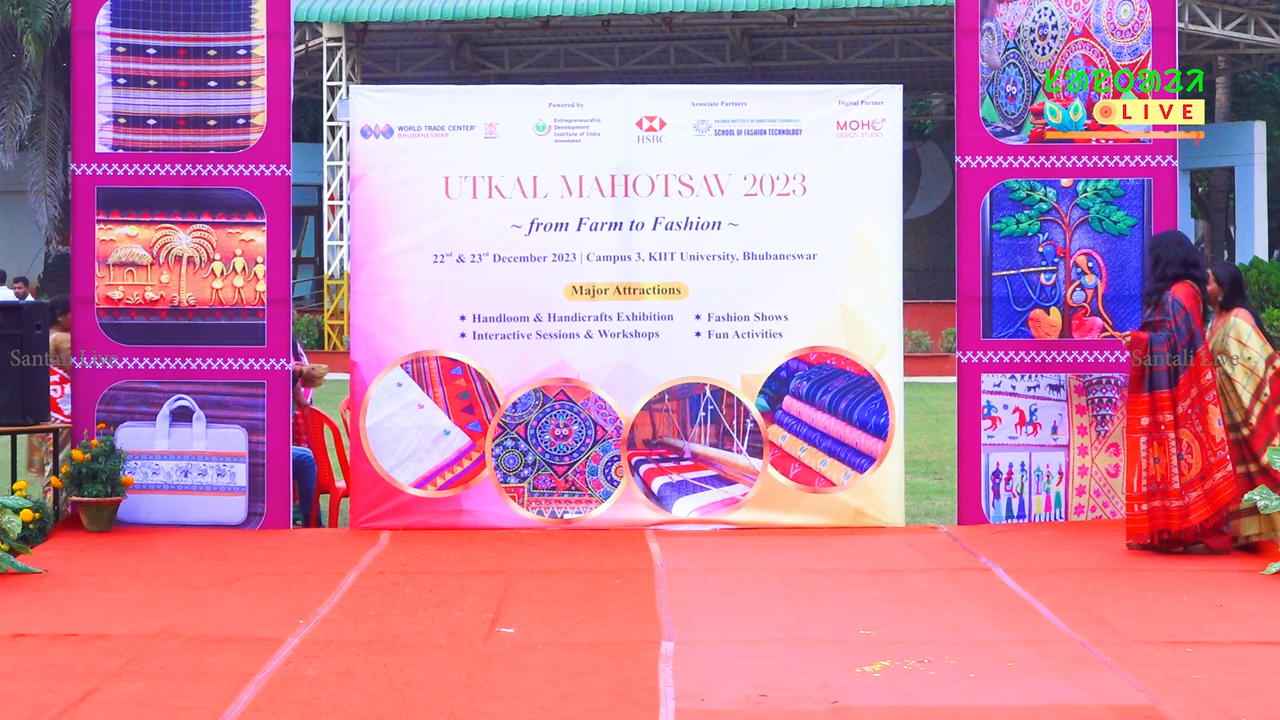 Powered by
Associate Partners
Digital Partner
WORLD TRADE CENTER
BHUBANESWAR
Entrepreneurship
Development
Institute of India
Ahmedabad
HSBC
SCHOOL OF FASHION TECHNOLOGY
MOHO
DESIGN STUDIO
UTKAL MAHOTSAV 2023
~ from Farm to Fashion ~
22nd & 23rd December 2023 | Campus 3, KIIT University, Bhubaneswar
Major Attractions
✶ Handloom & Handicrafts Exhibition
✶ Fashion Shows
✶ Interactive Sessions & Workshops
✶ Fun Activities
LIVE
Santali Live
Santali Live